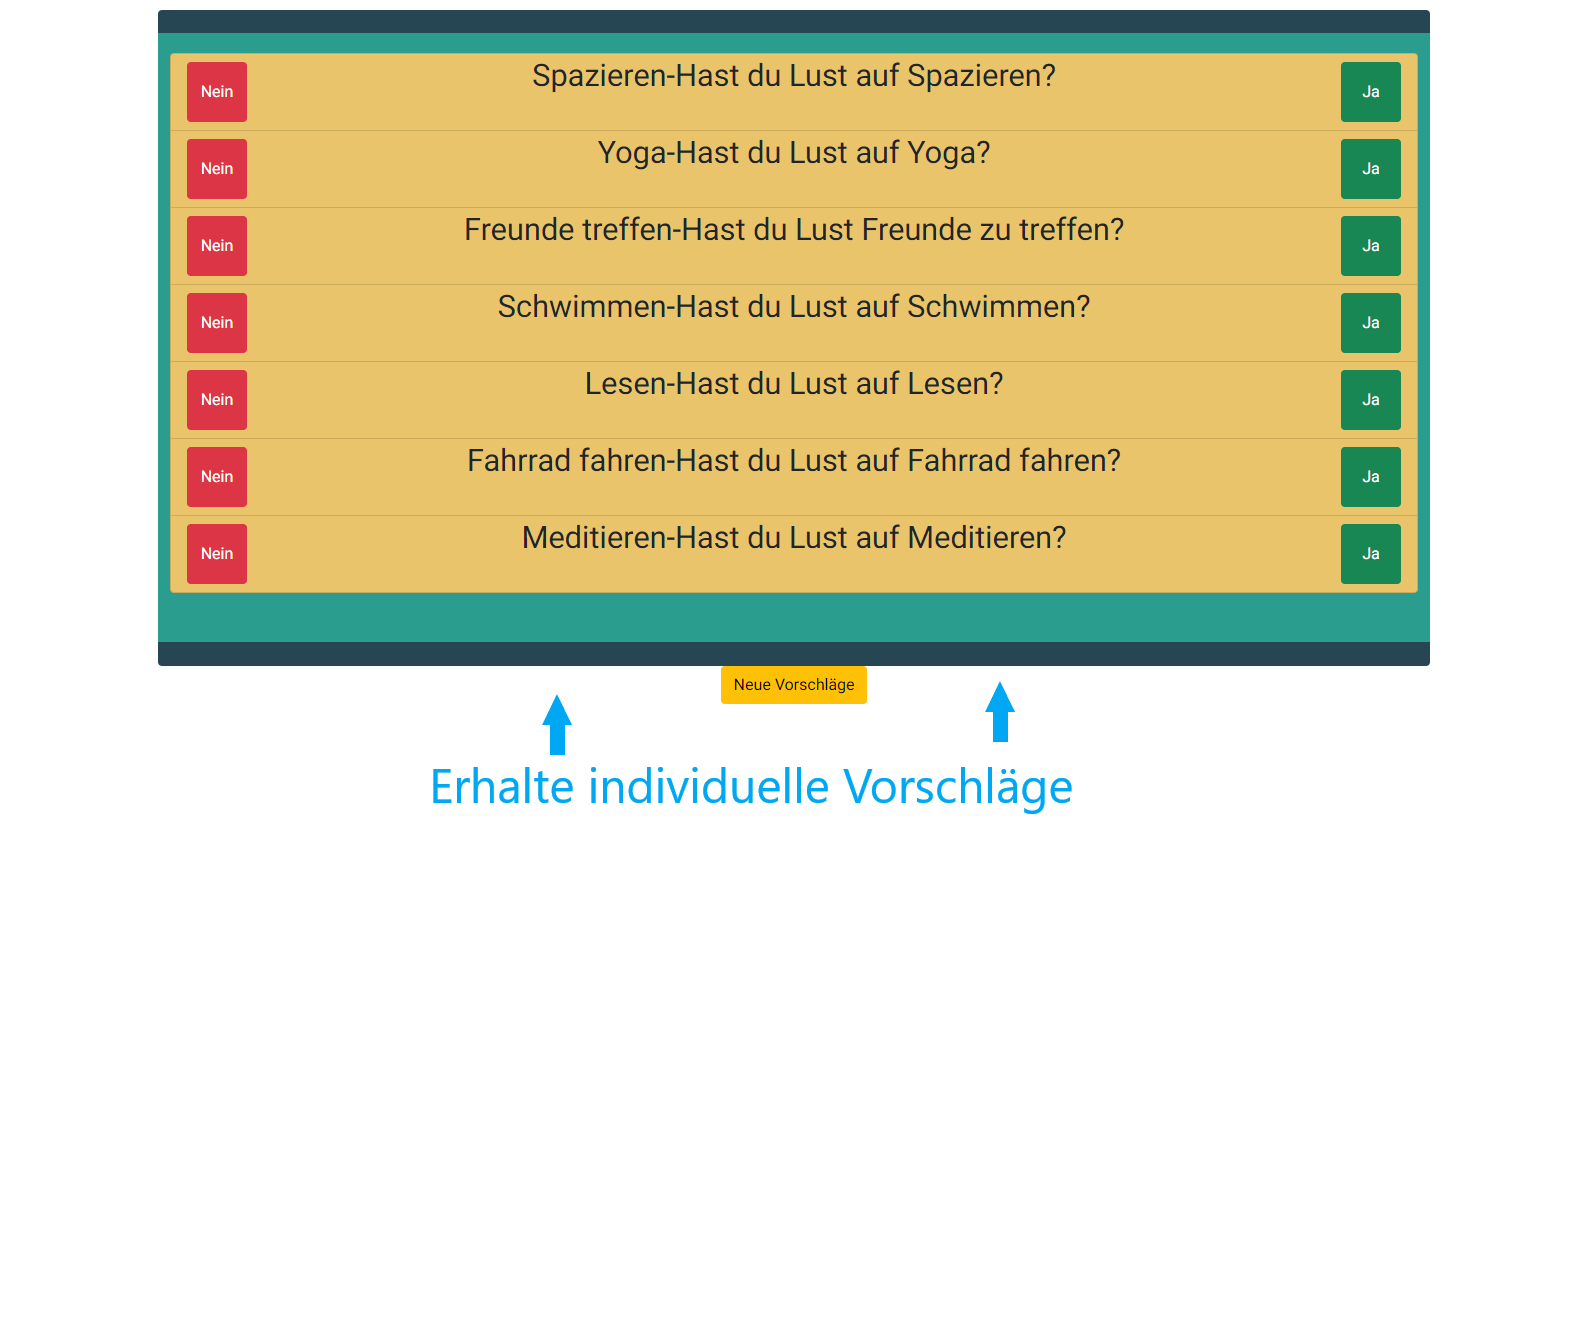 Nein Spazieren-Hast du Lust auf Spazieren? Ja
Nein Yoga-Hast du Lust auf Yoga? Ja
Nein Freunde treffen-Hast du Lust Freunde zu treffen? Ja
Nein Schwimmen-Hast du Lust auf Schwimmen? Ja
Nein Lesen-Hast du Lust auf Lesen? Ja
Nein Fahrrad fahren-Hast du Lust auf Fahrrad fahren? Ja
Nein Meditieren-Hast du Lust auf Meditieren? Ja
Neue Vorschläge
Erhalte individuelle Vorschläge